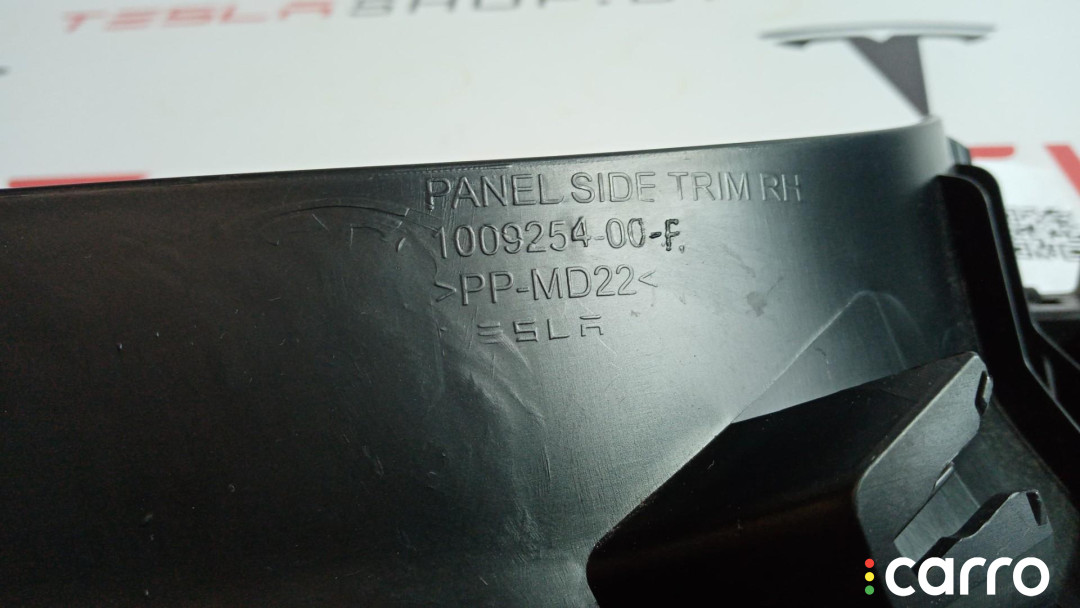 PANEL SIDE TRIM RH
1009254-00-F
>PP-MD22<
TESLA
carro